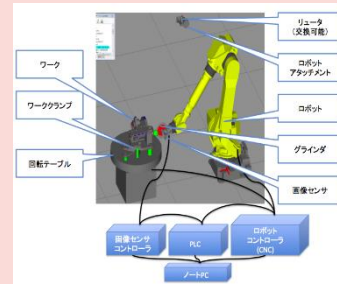 リュータ
(交換可能)
ワーク
ロボット
アタッチメント
ワーククランプ
ロボット
回転テーブル
グラインダ
画像センサ
画像センサ
コントローラ
PLC
ロボット
コントローラ
(CNC)
ノートPC